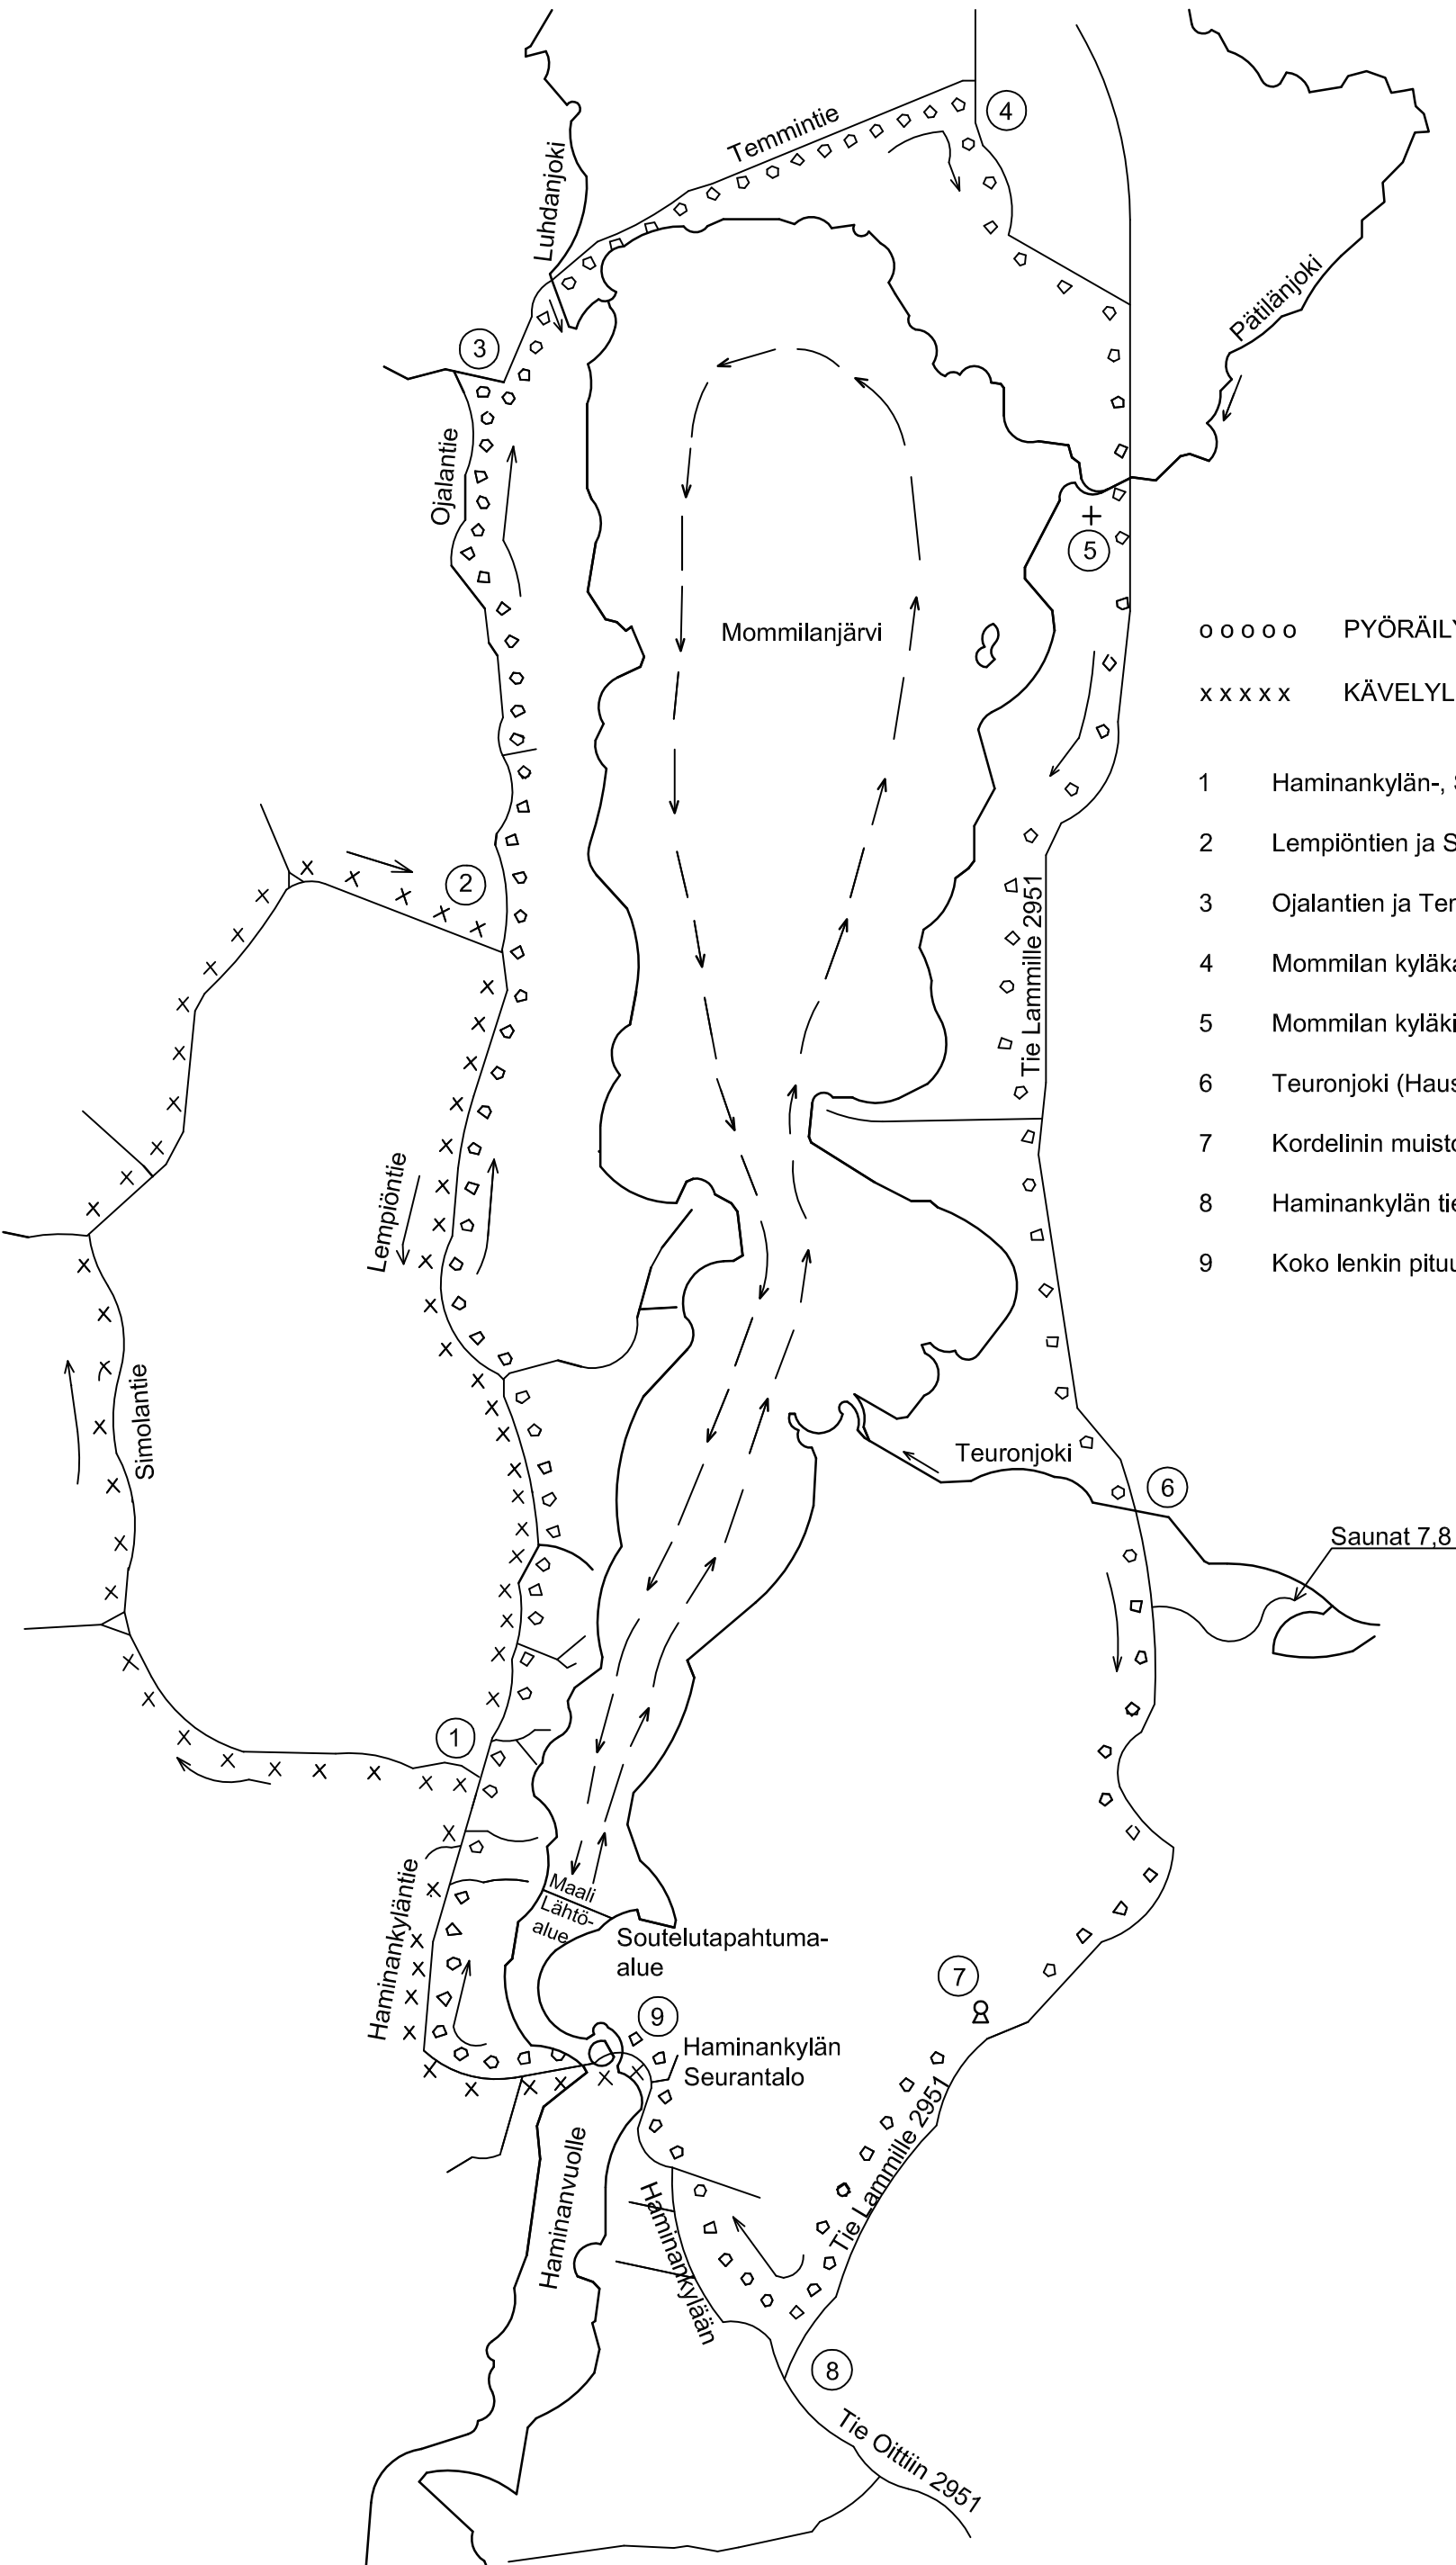 Temmintie
4
Luhdanjoki
Pätilänjoki
3
Ojalantie
5
Mommilanjärvi
o o o o o PYÖRÄILY
x x x x x KÄVELYL
1 Haminankylän-, S
2 Lempiöntien ja S
3 Ojalantien ja Ter
4 Mommilan kyläka
5 Mommilan kyläki
6 Teuronjoki (Haus
7 Kordelinin muisto
8 Haminankylän tie
9 Koko lenkin pituu
2
Tie Lammille 2951
Lempiöntie
Simolantie
Teuronjoki
6
Saunat 7,8
1
Haminankyläntie
Maali
Lähtö-
alue
Soutelutapahtuma-
alue
7
9
Haminankylän
Seurantalo
Haminanvuolle
Haminankylään
Tie Lammille 2951
8
Tie Oittiin 2951